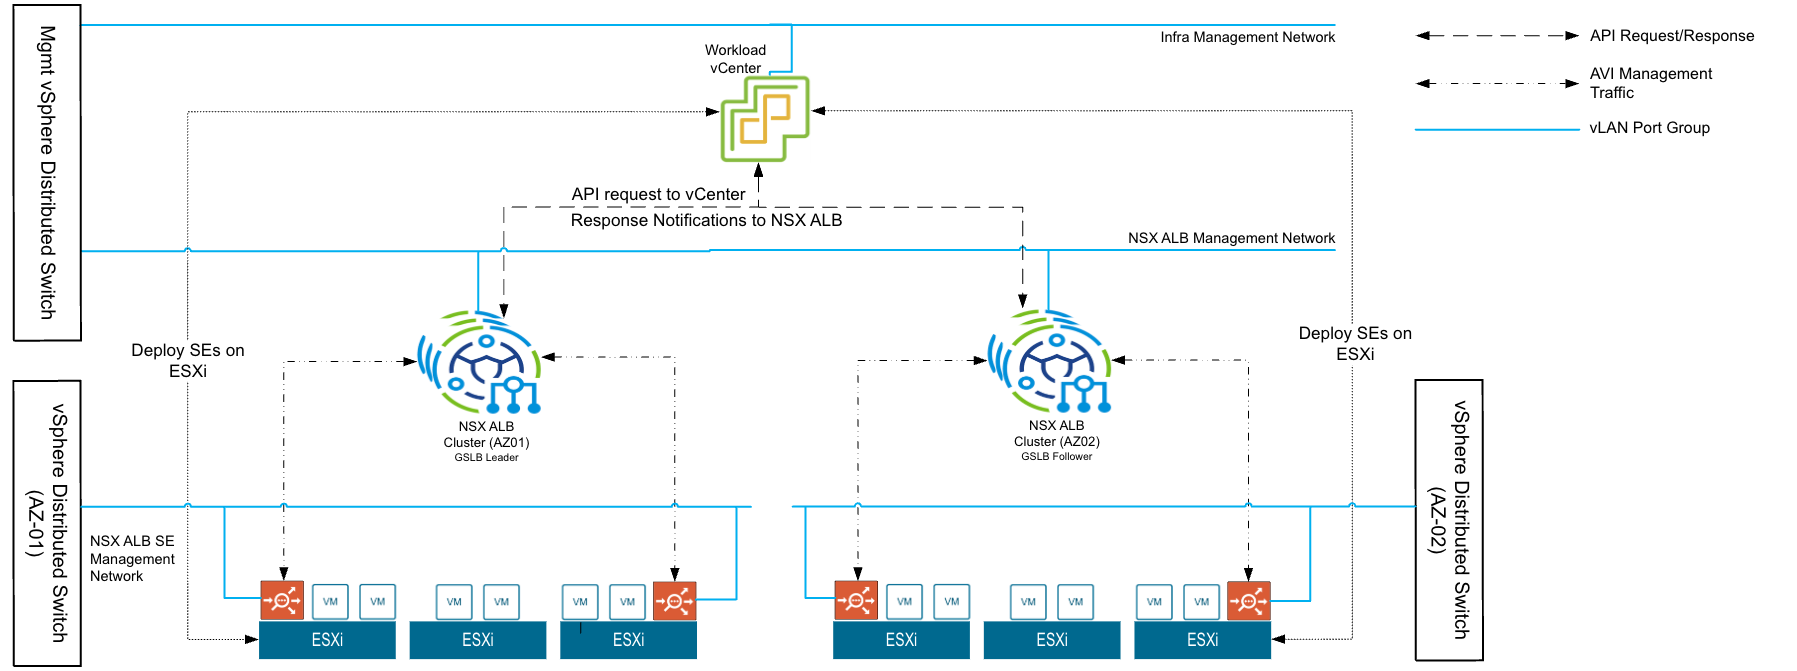 Mgmt vSphere Distributed Switch
Infra Management Network
Workload
vCenter
API Request/Response
AVI Management
Traffic
vLAN Port Group
API request to vCenter
Response Notifications to NSX ALB
NSX ALB Management Network
Deploy SEs on
ESXi
Deploy SEs on
ESXi
NSX ALB
Cluster (AZ01)
GSLB Leader
NSX ALB
Cluster (AZ02)
GSLB Follower
vSphere Distributed Switch
(AZ-01)
NSX ALB SE
Management
Network
vSphere Distributed Switch
(AZ-02)
VM VM VM VM VM VM
VM VM VM VM VM VM
ESXi ESXi ESXi
ESXi ESXi ESXi